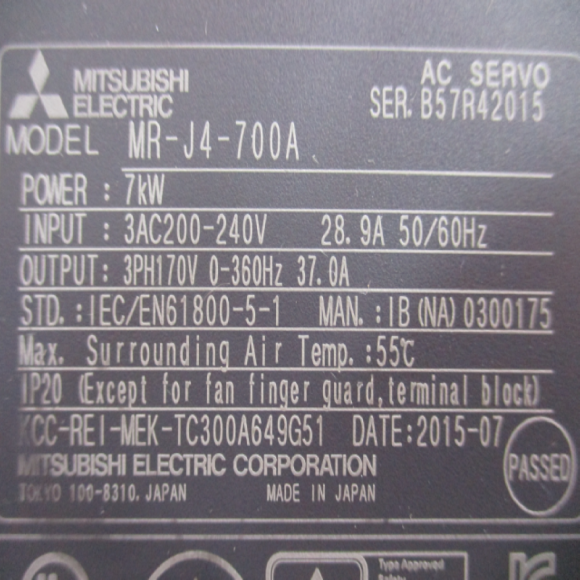 MITSUBISHI
ELECTRIC
AC SERVO
SER. B57R42015
MODEL MR-J4-700A
POWER : 7kW
INPUT : 3AC200-240V 28.9A 50/60Hz
OUTPUT: 3PH170V 0-360Hz 37.0A
STD. :IEC/EN61800-5-1 MAN. :IB(NA)0300175
Max. Surrounding Air Temp. :55℃
IP20 (Except for fan finger guard,terminal block)
KCC-REI-MEK-TC300A649G51 DATE:2015-07
MITSUBISHI ELECTRIC CORPORATION
PASSED
TOKYO 100-8310, JAPAN MADE IN JAPAN
Type Approved